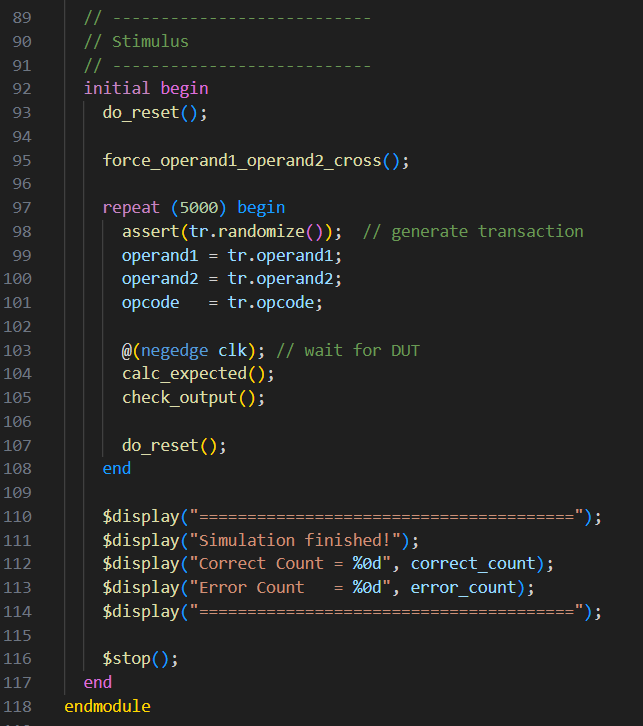 89 // ---------------------------
90 // Stimulus
91 // ---------------------------
92 initial begin
93 do_reset();
94
95 force_operand1_operand2_cross();
96
97 repeat (5000) begin
98 assert(tr.randomize()); // generate transaction
99 operand1 = tr.operand1;
100 operand2 = tr.operand2;
101 opcode   = tr.opcode;
102
103 @(negedge clk); // wait for DUT
104 calc_expected();
105 check_output();
106
107 do_reset();
108 end
109
110 $display("=======================================");
111 $display("Simulation finished!");
112 $display("Correct Count = %0d", correct_count);
113 $display("Error Count   = %0d", error_count);
114 $display("=======================================");
115
116 $stop();
117 end
118 endmodule